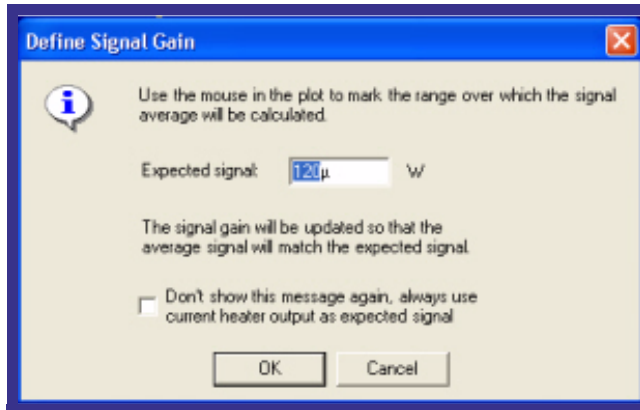 Define Signal Gain
Use the mouse in the plot to mark the range over which the signal
average will be calculated.
Expected signal: 120µ W
The signal gain will be updated so that the
average signal will match the expected signal.
Don't show this message again, always use
current heater output as expected signal
OK Cancel